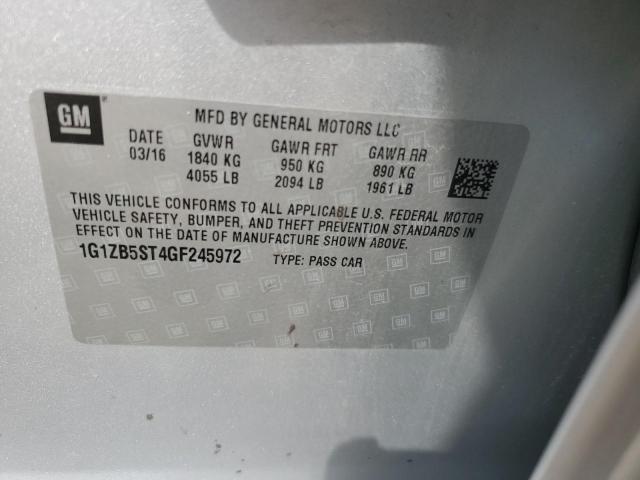 GM
MFD BY GENERAL MOTORS LLC
DATE GVWR GAWR FRT GAWR RR
03/16 1840 KG 950 KG 890 KG
4055 LB 2094 LB 1961 LB
THIS VEHICLE CONFORMS TO ALL APPLICABLE U.S. FEDERAL MOTOR
VEHICLE SAFETY, BUMPER, AND THEFT PREVENTION STANDARDS IN
EFFECT ON THE DATE OF MANUFACTURE SHOWN ABOVE.
1G1ZB5ST4GF245972 TYPE: PASS CAR